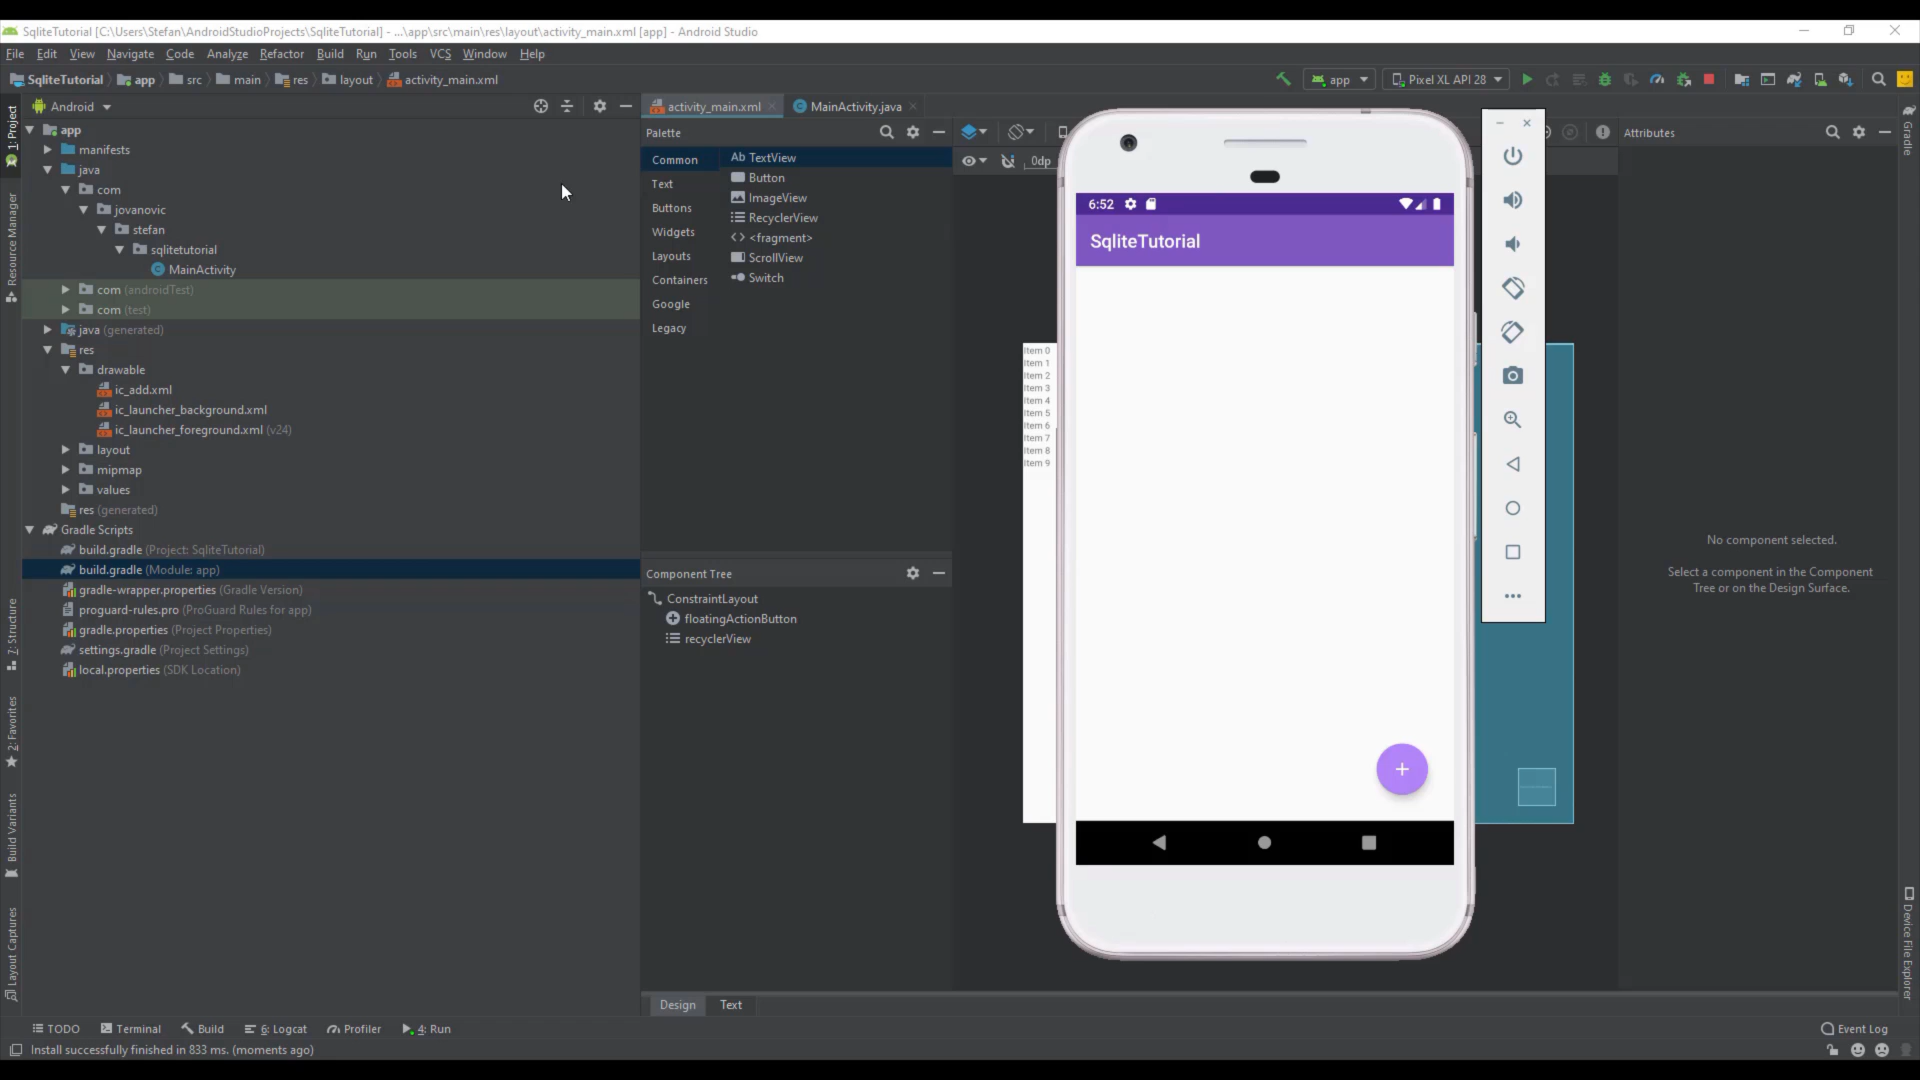 SqliteTutorial [C:\Users\Stefan\AndroidStudioProjects\SqliteTutorial] - ...\app\src\main\res\layout\activity_main.xml [app] - Android Studio
File Edit View Navigate Code Analyze Refactor Build Run Tools VCS Window Help
SqliteTutorial app src main res layout activity_main.xml
app Pixel XL API 28
Android
activity_main.xml MainActivity.java
1: Project
Resource Manager
7: Structure
2: Favorites
Build Variants
Layout Captures
app
manifests
java
com
jovanovic
stefan
sqlitetutorial
MainActivity
com (androidTest)
com (test)
java (generated)
res
drawable
ic_add.xml
ic_launcher_background.xml
ic_launcher_foreground.xml (v24)
layout
mipmap
values
res (generated)
Gradle Scripts
build.gradle (Project: SqliteTutorial)
build.gradle (Module: app)
gradle-wrapper.properties (Gradle Version)
proguard-rules.pro (ProGuard Rules for app)
gradle.properties (Project Properties)
settings.gradle (Project Settings)
local.properties (SDK Location)
Palette
Common
Text
Buttons
Widgets
Layouts
Containers
Google
Legacy
Ab TextView
Button
ImageView
RecyclerView
<fragment>
ScrollView
Switch
Component Tree
ConstraintLayout
floatingActionButton
recyclerView
0dp
Item 0
Item 1
Item 2
Item 3
Item 4
Item 5
Item 6
Item 7
Item 8
Item 9
6:52
SqliteTutorial
Attributes
No component selected.
Select a component in the Component
Tree or on the Design Surface.
Gradle
Device File Explorer
Design Text
TODO Terminal Build 6: Logcat Profiler 4: Run
Event Log
Install successfully finished in 833 ms. (moments ago)